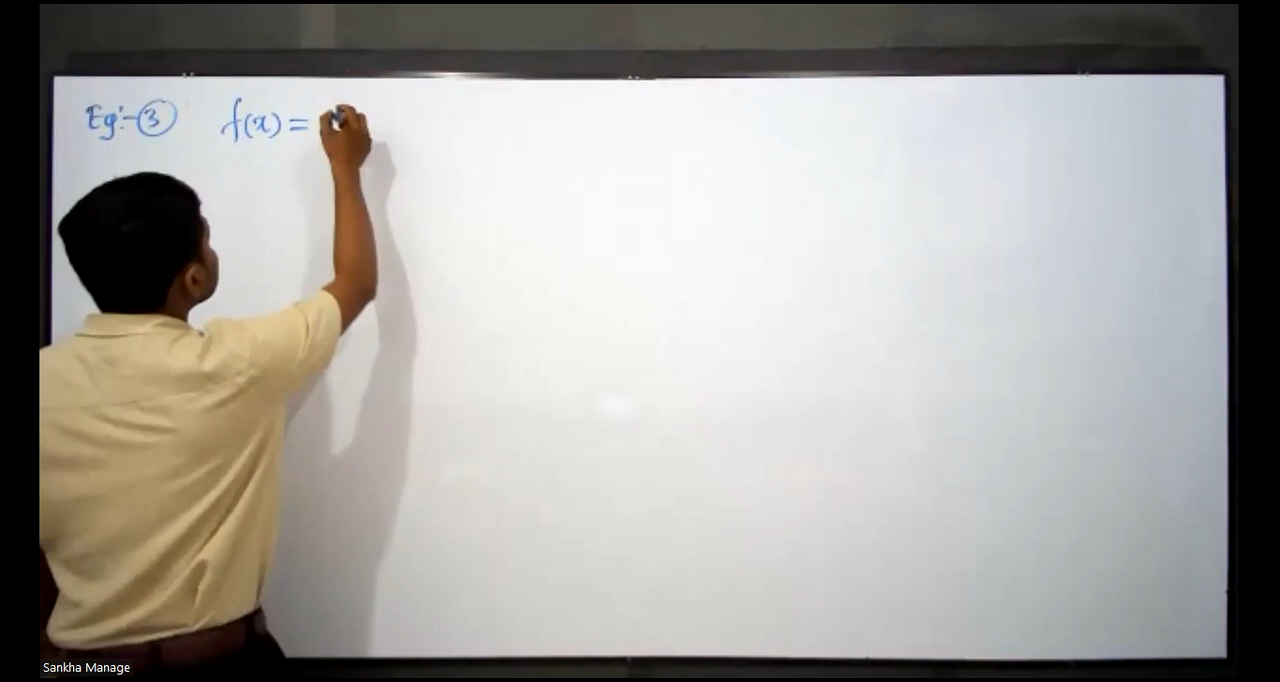 Eg:- ③ f(x) =
Sankha Manage